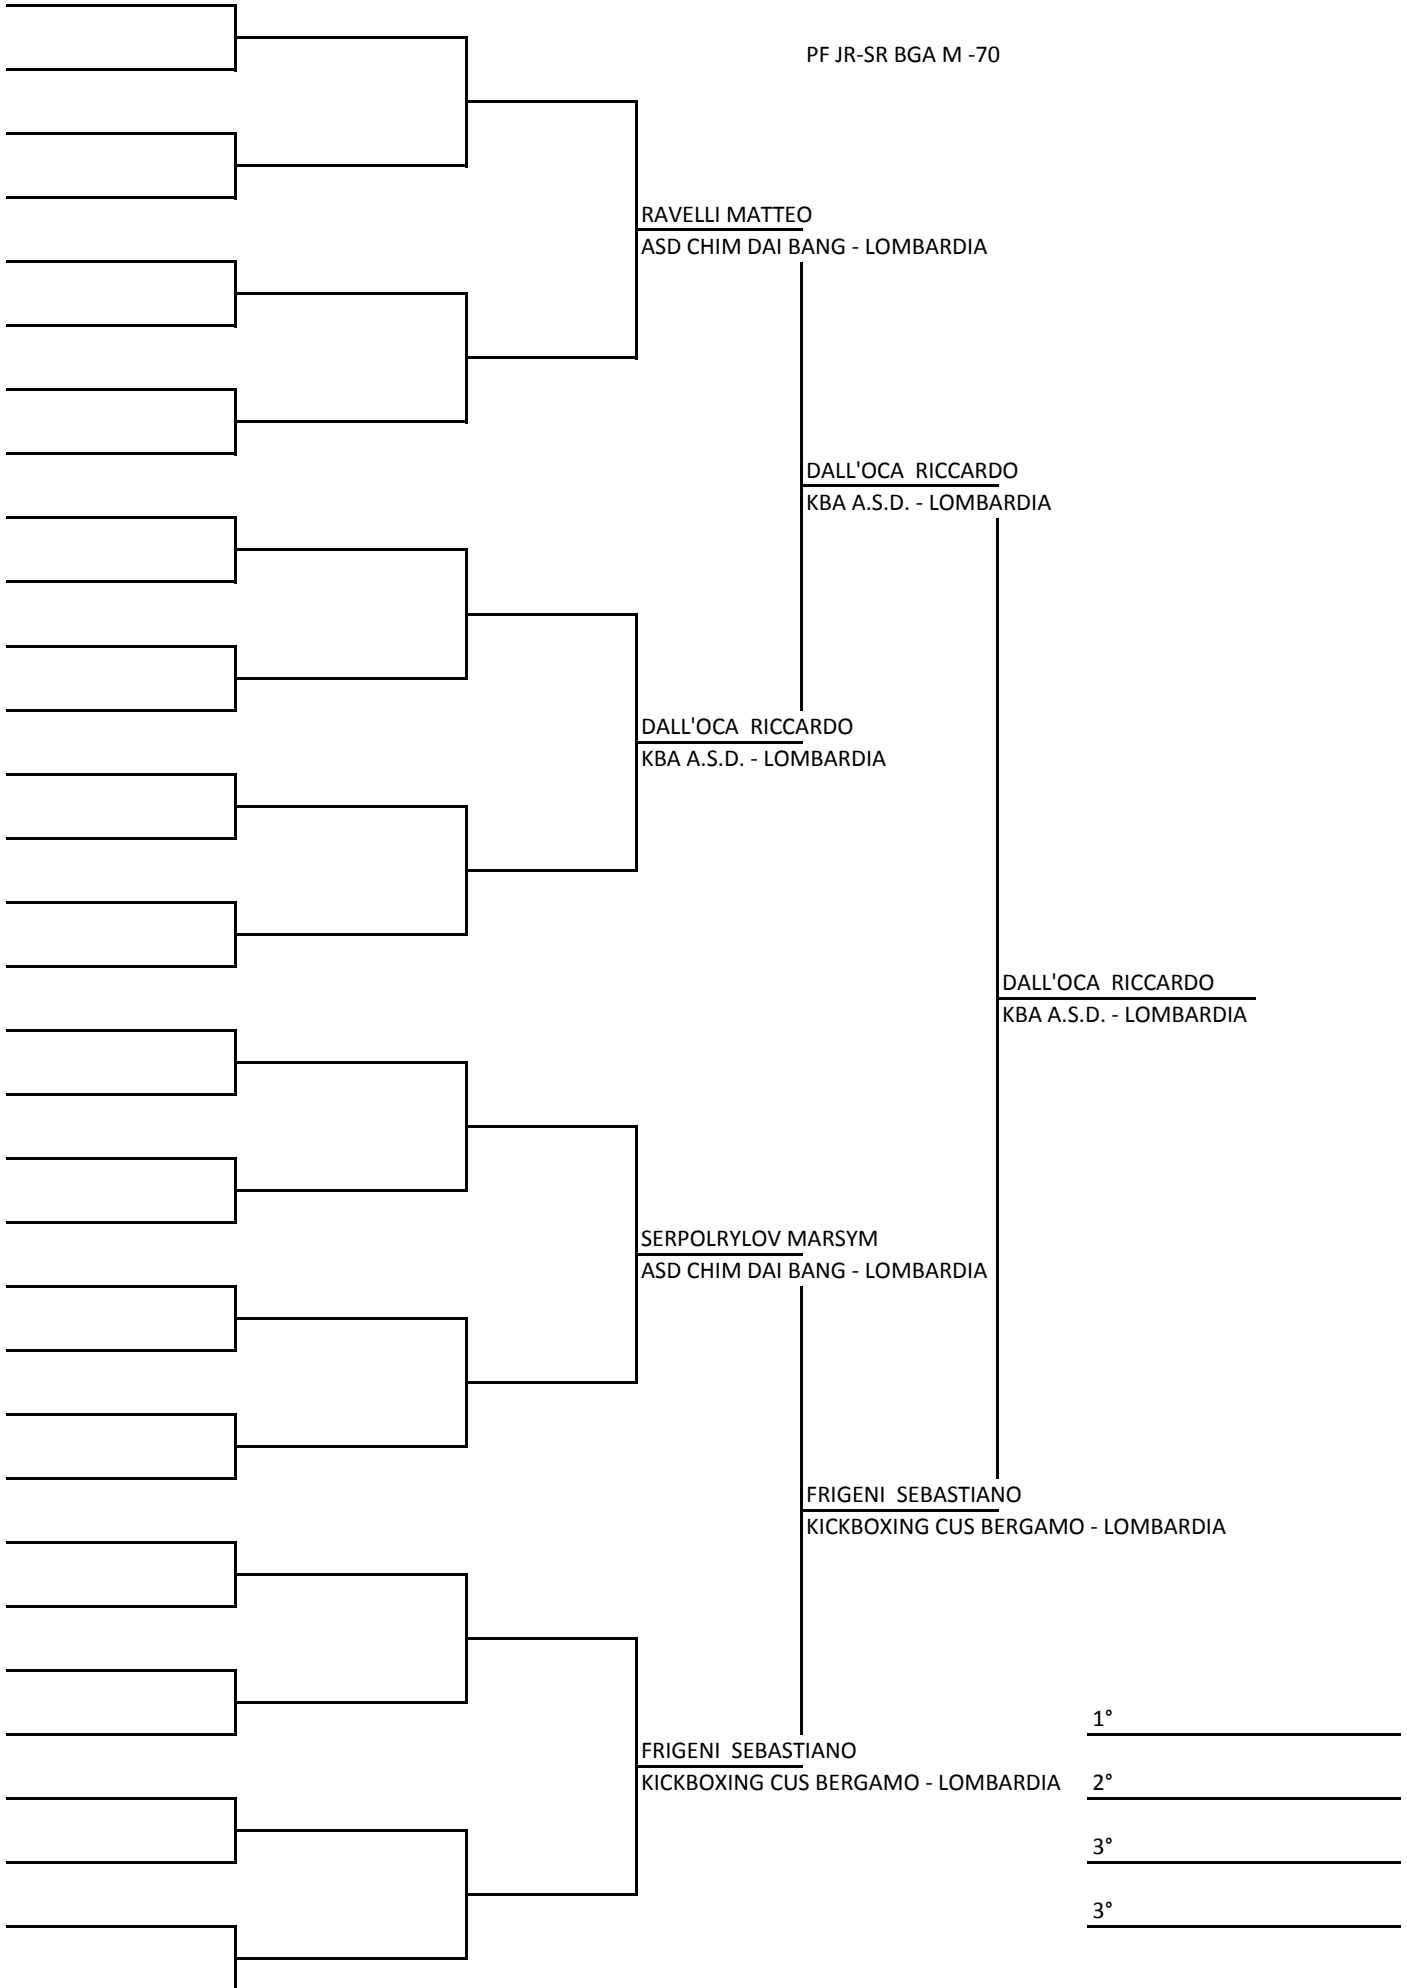 PF JR-SR BGA M -70
RAVELLI MATTEO
ASD CHIM DAI BANG - LOMBARDIA
DALL'OCA  RICCARDO
KBA A.S.D. - LOMBARDIA
DALL'OCA  RICCARDO
KBA A.S.D. - LOMBARDIA
DALL'OCA  RICCARDO
KBA A.S.D. - LOMBARDIA
SERPOLRYLOV MARSYM
ASD CHIM DAI BANG - LOMBARDIA
FRIGENI  SEBASTIANO
KICKBOXING CUS BERGAMO - LOMBARDIA
1°
FRIGENI  SEBASTIANO
KICKBOXING CUS BERGAMO - LOMBARDIA
2°
3°
3°